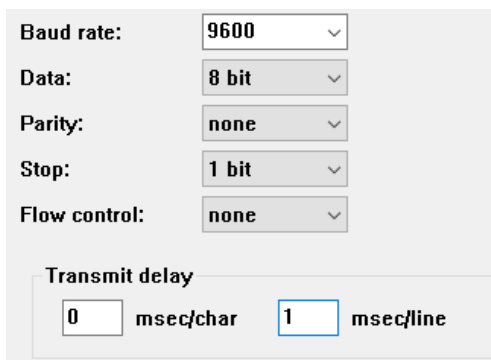 Baud rate: 9600
Data: 8 bit
Parity: none
Stop: 1 bit
Flow control: none
Transmit delay
0 msec/char 1 msec/line